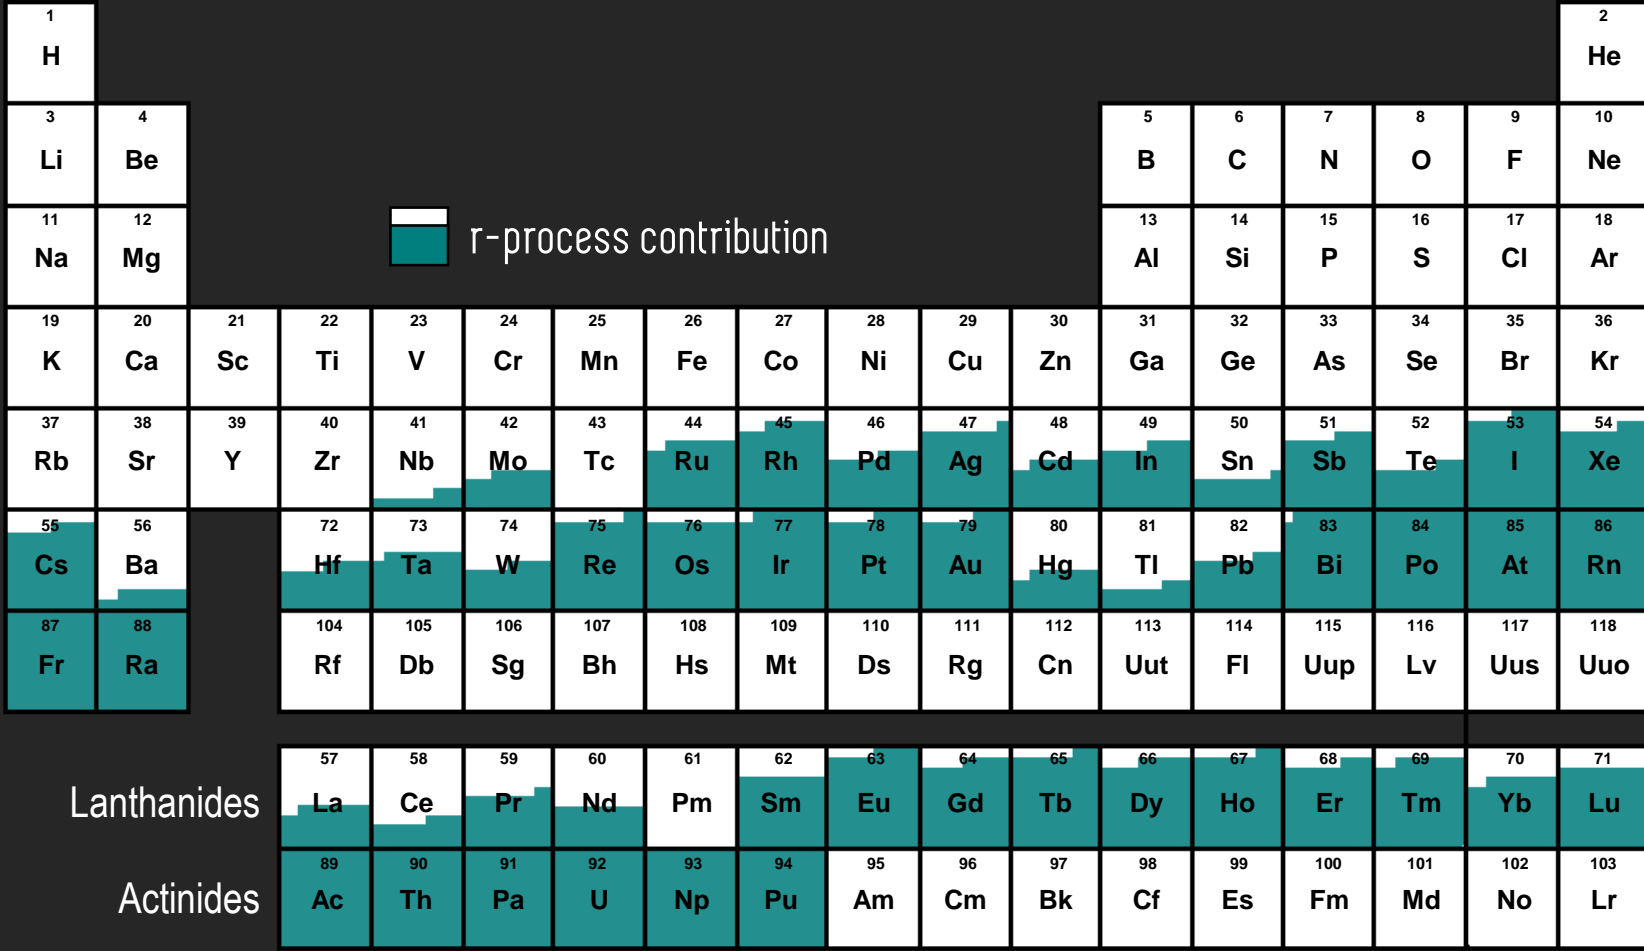 1 2
H He
3 4 5 6 7 8 9 10
Li Be B C N O F Ne
11 12 13 14 15 16 17 18
Na Mg Al Si P S Cl Ar
r-process contribution
19 20 21 22 23 24 25 26 27 28 29 30 31 32 33 34 35 36
K Ca Sc Ti V Cr Mn Fe Co Ni Cu Zn Ga Ge As Se Br Kr
37 38 39 40 41 42 43 44 45 46 47 48 49 50 51 52 53 54
Rb Sr Y Zr Nb Mo Tc Ru Rh Pd Ag Cd In Sn Sb Te I Xe
55 56 72 73 74 75 76 77 78 79 80 81 82 83 84 85 86
Cs Ba Hf Ta W Re Os Ir Pt Au Hg Tl Pb Bi Po At Rn
87 88 104 105 106 107 108 109 110 111 112 113 114 115 116 117 118
Fr Ra Rf Db Sg Bh Hs Mt Ds Rg Cn Uut Fl Uup Lv Uus Uuo
57 58 59 60 61 62 63 64 65 66 67 68 69 70 71
Lanthanides La Ce Pr Nd Pm Sm Eu Gd Tb Dy Ho Er Tm Yb Lu
89 90 91 92 93 94 95 96 97 98 99 100 101 102 103
Actinides Ac Th Pa U Np Pu Am Cm Bk Cf Es Fm Md No Lr